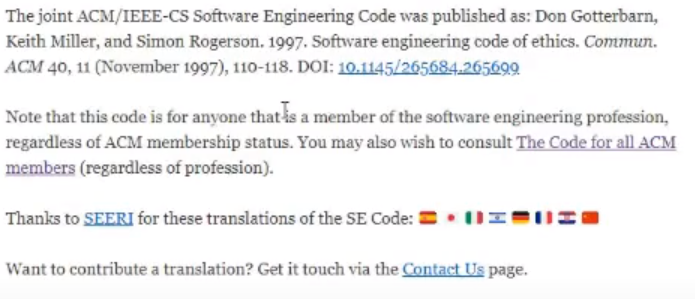 The joint ACM/IEEE-CS Software Engineering Code was published as: Don Gotterbarn,
Keith Miller, and Simon Rogerson. 1997. Software engineering code of ethics. Commun.
ACM 40, 11 (November 1997), 110-118. DOI: 10.1145/265684.265699
Note that this code is for anyone that is a member of the software engineering profession,
regardless of ACM membership status. You may also wish to consult The Code for all ACM
members (regardless of profession).
Thanks to SEERI for these translations of the SE Code: 🇪🇸 🇯🇵 🇮🇹 🇮🇱 🇩🇪 🇫🇷 🇭🇷 🇨🇳
Want to contribute a translation? Get it touch via the Contact Us page.